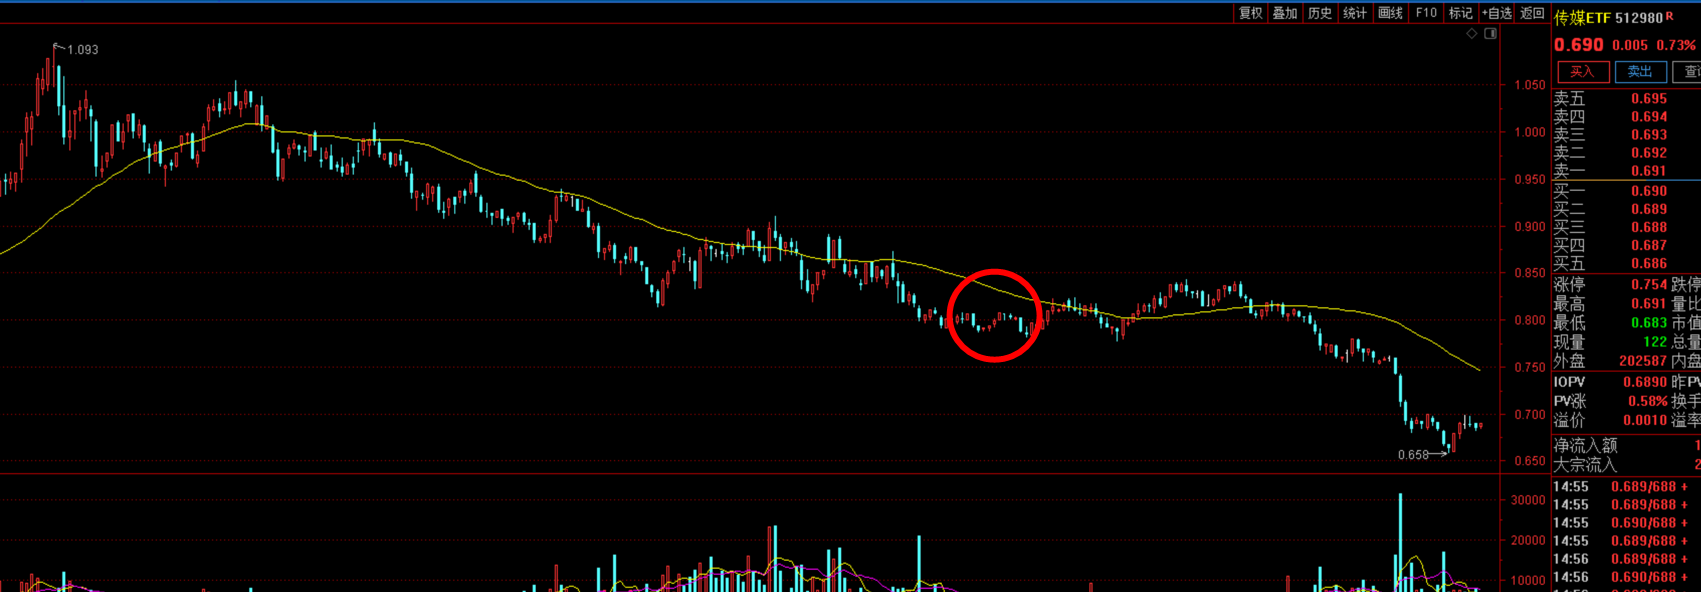 复权 叠加 历史 统计 画线 F10 标记 +自选 返回
传媒ETF 512980 R
0.690 0.005 0.73%
买入 卖出
卖五 0.695
卖四 0.694
卖三 0.693
卖二 0.692
卖一 0.691
买一 0.690
买二 0.689
买三 0.688
买四 0.687
买五 0.686
涨停 0.754 跌停
最高 0.691 量比
最低 0.683 市值
现量 122 总量
外盘 202587 内盘
IOPV 0.6890 昨PV
PV涨 0.58% 换手
溢价 0.0010 溢率
净流入额 1
大宗流入 2
14:55 0.689/688 +
14:55 0.689/688 +
14:55 0.690/688 +
14:55 0.689/688 +
14:56 0.689/688 +
14:56 0.690/688 +
1.093
0.658
1.050
1.000
0.950
0.900
0.850
0.800
0.750
0.700
0.650
30000
20000
10000